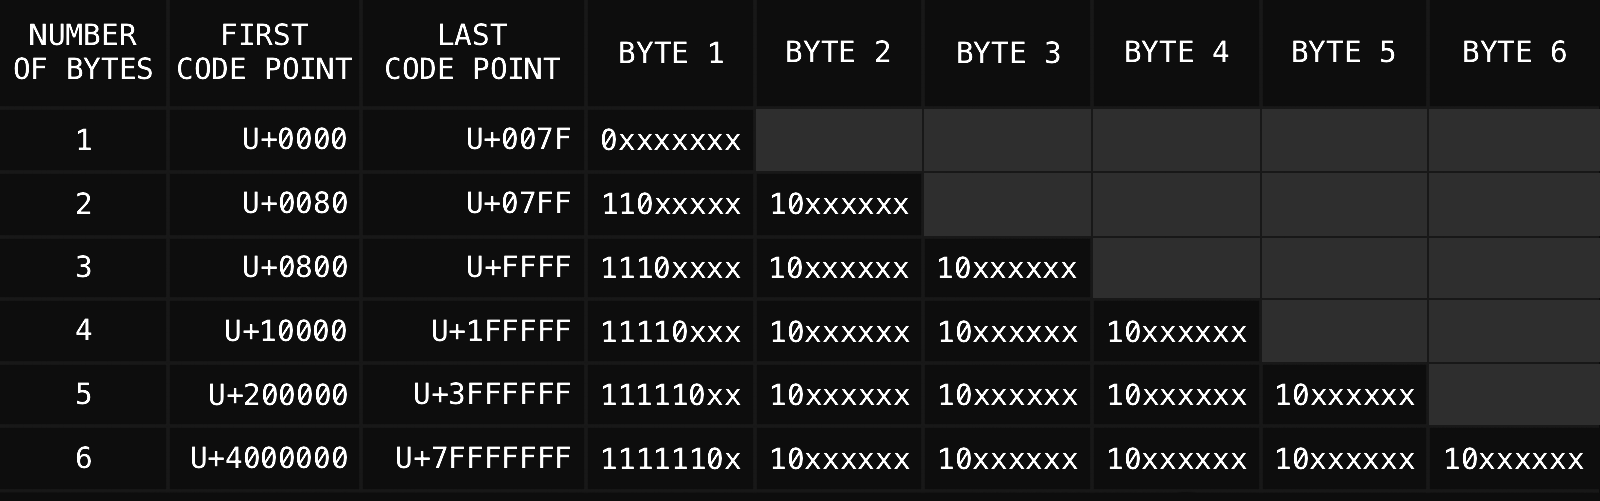 NUMBER OF BYTES FIRST CODE POINT LAST CODE POINT BYTE 1 BYTE 2 BYTE 3 BYTE 4 BYTE 5 BYTE 6
1 U+0000 U+007F 0xxxxxxx
2 U+0080 U+07FF 110xxxxx 10xxxxxx
3 U+0800 U+FFFF 1110xxxx 10xxxxxx 10xxxxxx
4 U+10000 U+1FFFFF 11110xxx 10xxxxxx 10xxxxxx 10xxxxxx
5 U+200000 U+3FFFFFF 111110xx 10xxxxxx 10xxxxxx 10xxxxxx 10xxxxxx
6 U+4000000 U+7FFFFFFF 1111110x 10xxxxxx 10xxxxxx 10xxxxxx 10xxxxxx 10xxxxxx